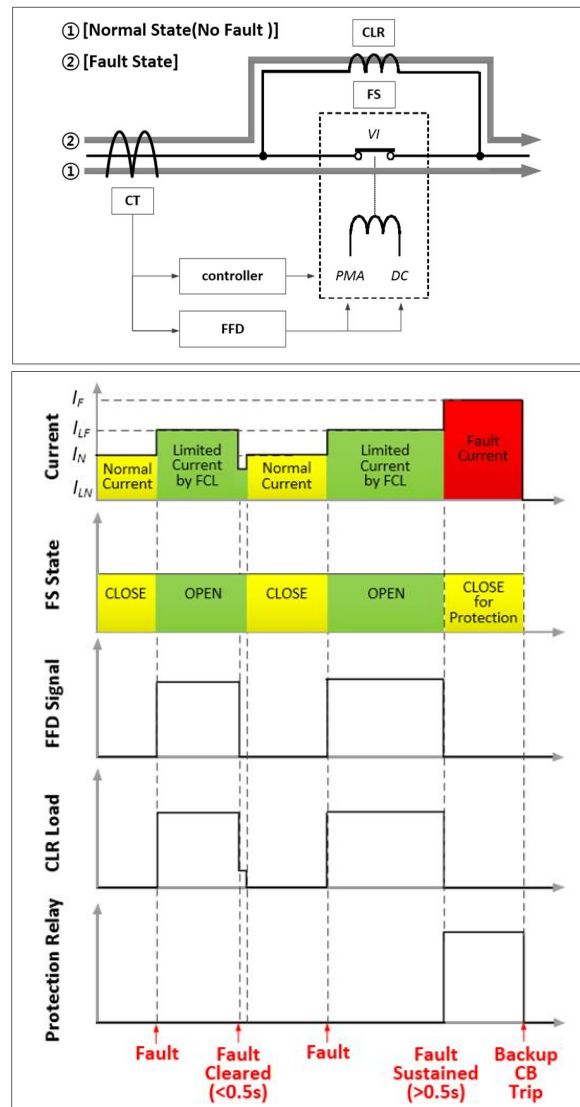 ① [Normal State(No Fault )]
② [Fault State]
CLR
FS
VI
②
①
CT
controller
FFD
PMA
DC
Current
I_F
I_LF
I_N
I_LN
Normal
Current
Limited
Current
by FCL
Normal
Current
Limited
Current
by FCL
Fault
Current
FS State
CLOSE
OPEN
CLOSE
OPEN
CLOSE
for
Protection
FFD Signal
CLR Load
Protection Relay
Fault
Fault
Cleared
(<0.5s)
Fault
Fault
Sustained
(>0.5s)
Backup
CB
Trip